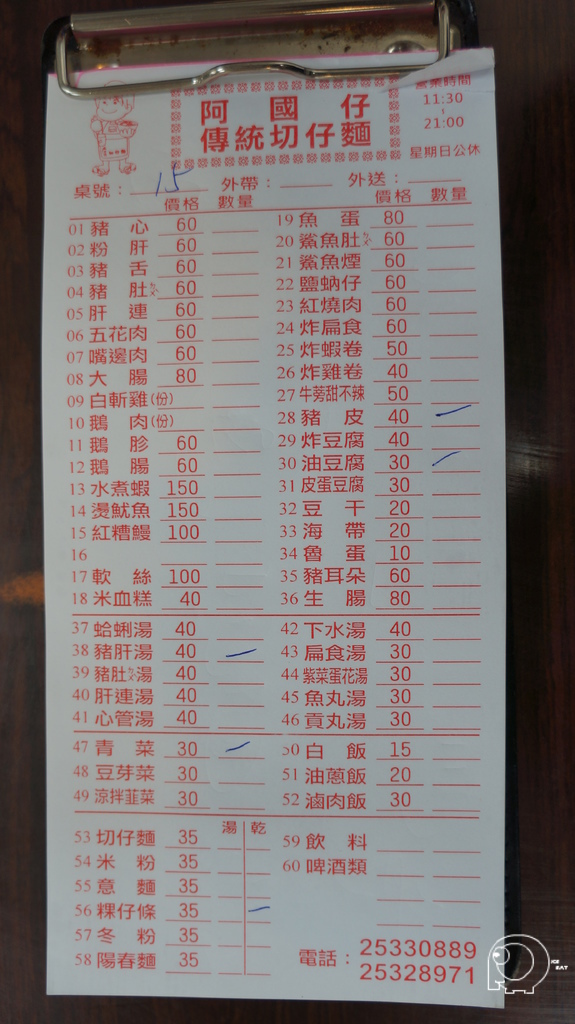 阿國仔
傳統切仔麵
營業時間
11:30
|
21:00
星期日公休
桌號：15 外帶： 外送：
價格 數量
01 豬心 60
02 粉肝 60
03 豬舌 60
04 豬肚ㄉㄨˇ 60
05 肝連 60
06 五花肉 60
07 嘴邊肉 60
08 大腸 80
09 白斬雞(份)
10 鵝肉(份)
11 鵝胗 60
12 鵝腸 60
13 水煮蝦 150
14 燙魷魚 150
15 紅糟鰻 100
16
17 軟絲 100
18 米血糕 40
價格 數量
19 魚蛋 80
20 鯊魚肚 60
21 鯊魚煙 60
22 鹽蚋仔 60
23 紅燒肉 60
24 炸扁食 60
25 炸蝦卷 50
26 炸雞卷 40
27 牛蒡甜不辣 50
28 豬皮 40
29 炸豆腐 40
30 油豆腐 30
31 皮蛋豆腐 30
32 豆干 20
33 海帶 20
34 魯蛋 10
35 豬耳朵 60
36 生腸 80
37 蛤蜊湯 40
38 豬肝湯 40
39 豬肚湯 40
40 肝連湯 40
41 心管湯 40
42 下水湯 40
43 扁食湯 30
44 紫菜蛋花湯 30
45 魚丸湯 30
46 貢丸湯 30
47 青菜 30
48 豆芽菜 30
49 涼拌韭菜 30
50 白飯 15
51 油蔥飯 20
52 滷肉飯 30
湯 乾
53 切仔麵 35
54 米粉 35
55 意麵 35
56 粿仔條 35
57 冬粉 35
58 陽春麵 35
59 飲料
60 啤酒類
電話：25330889
25328971
ICE
EAT